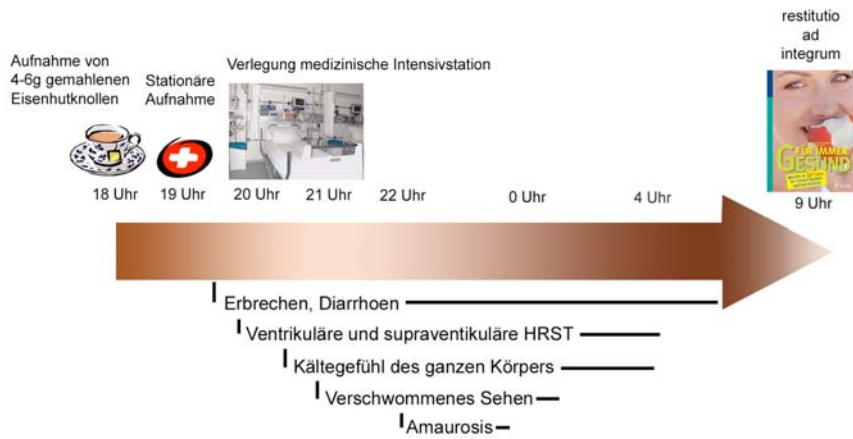 restitutio
ad
integrum
Aufnahme von
4-6g gemahlenen
Eisenhutknollen
Stationäre
Aufnahme
Verlegung medizinische Intensivstation
FÜR IMMER
GESUND
18 Uhr
19 Uhr
20 Uhr
21 Uhr
22 Uhr
0 Uhr
4 Uhr
9 Uhr
Erbrechen, Diarrhoen
Ventrikuläre und supraventikuläre HRST
Kältegefühl des ganzen Körpers
Verschwommenes Sehen
Amaurosis